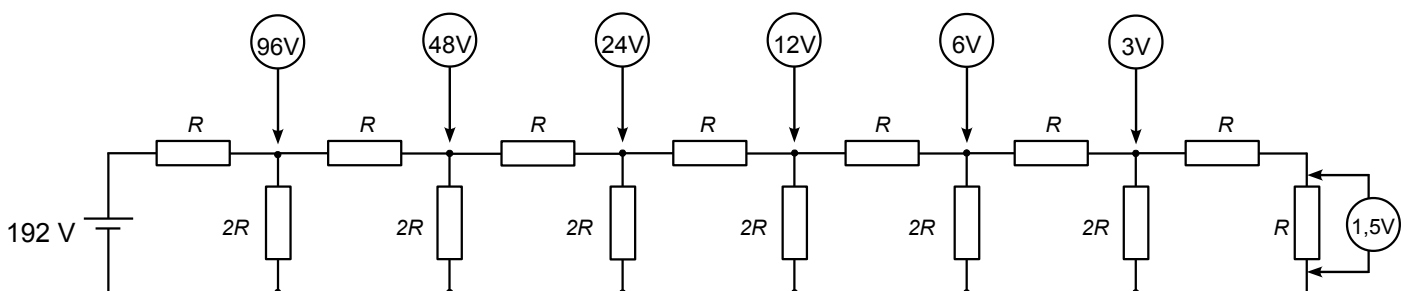 96V 48V 24V 12V 6V 3V
R R R R R R R
192 V 2R 2R 2R 2R 2R 2R R 1,5V